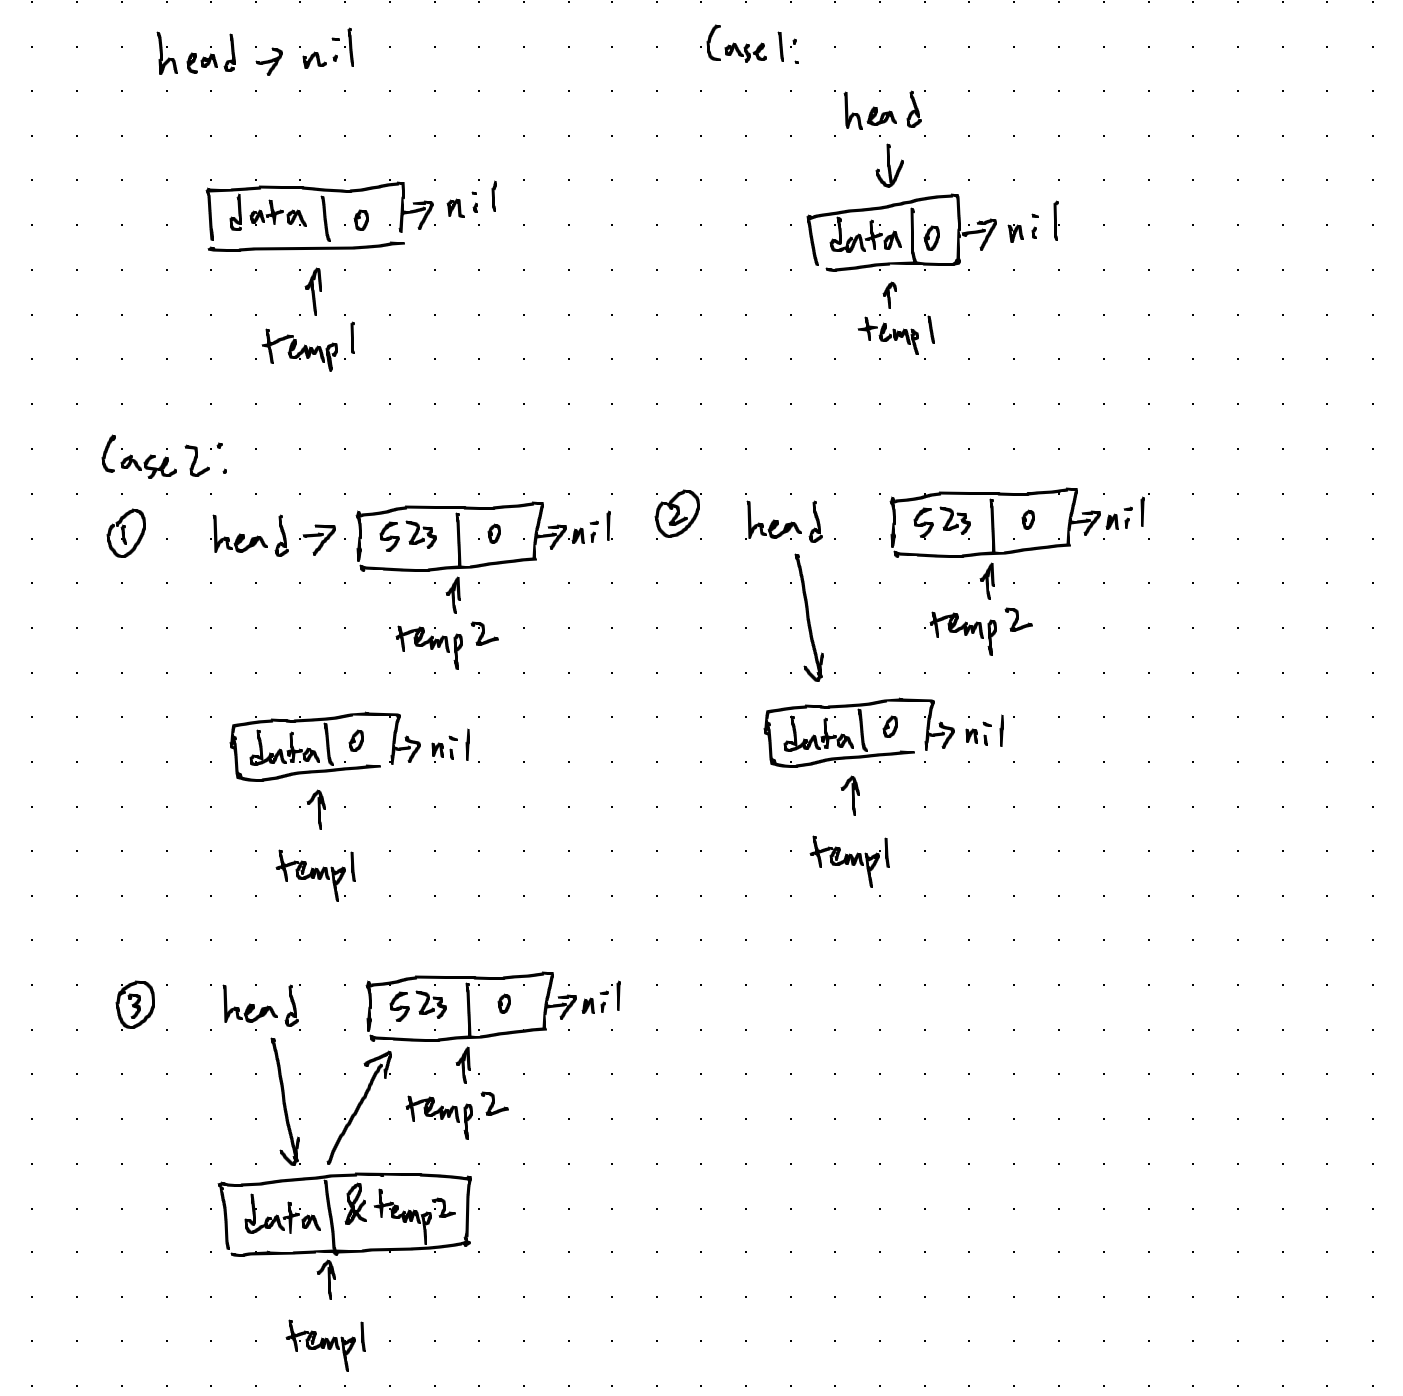 head → nil
data | 0 → nil
temp1
Case 1:
head
data | 0 → nil
temp1
Case 2:
① head → 523 | 0 → nil
temp2
data | 0 → nil
temp1
② head 523 | 0 → nil
temp2
data | 0 → nil
temp1
③ head 523 | 0 → nil
temp2
data | &temp2
temp1